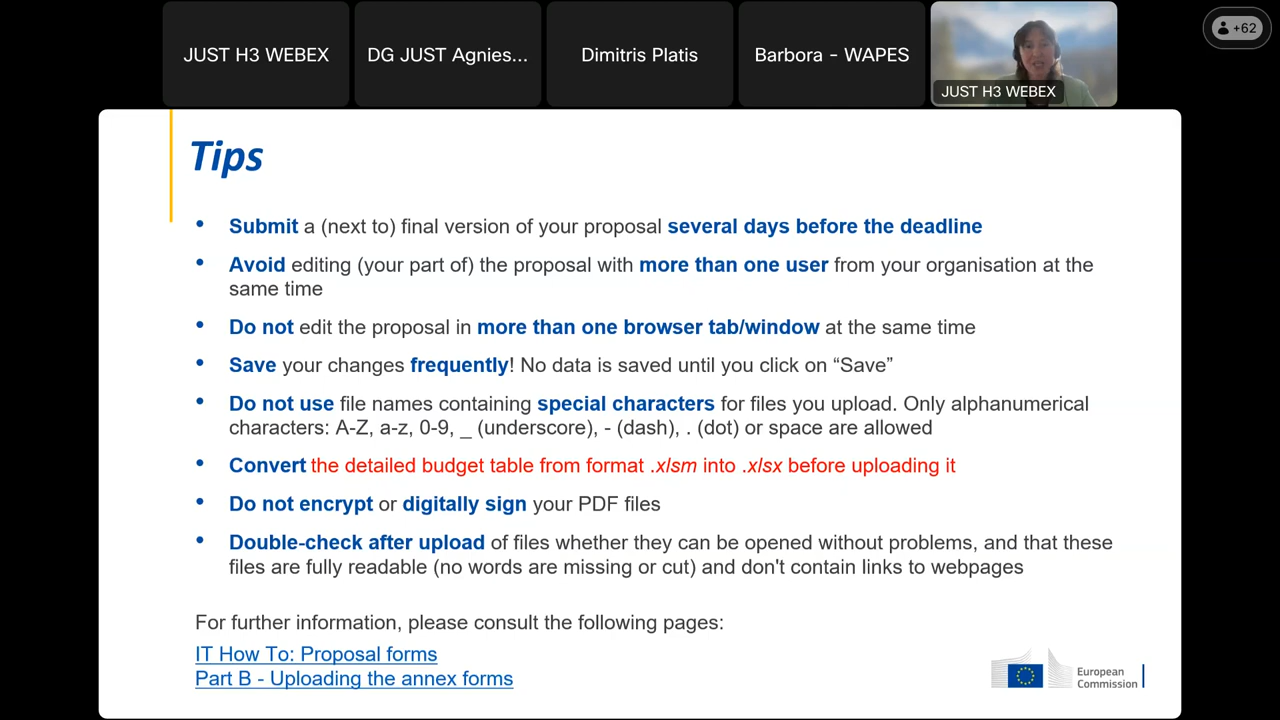 JUST H3 WEBEX
DG JUST Agnies...
Dimitris Platis
Barbora - WAPES
JUST H3 WEBEX
+62
Tips
• Submit a (next to) final version of your proposal several days before the deadline
• Avoid editing (your part of) the proposal with more than one user from your organisation at the
same time
• Do not edit the proposal in more than one browser tab/window at the same time
• Save your changes frequently! No data is saved until you click on “Save”
• Do not use file names containing special characters for files you upload. Only alphanumerical
characters: A-Z, a-z, 0-9, _ (underscore), - (dash), . (dot) or space are allowed
• Convert the detailed budget table from format .xlsm into .xlsx before uploading it
• Do not encrypt or digitally sign your PDF files
• Double-check after upload of files whether they can be opened without problems, and that these
files are fully readable (no words are missing or cut) and don't contain links to webpages
For further information, please consult the following pages:
IT How To: Proposal forms
Part B - Uploading the annex forms
European
Commission